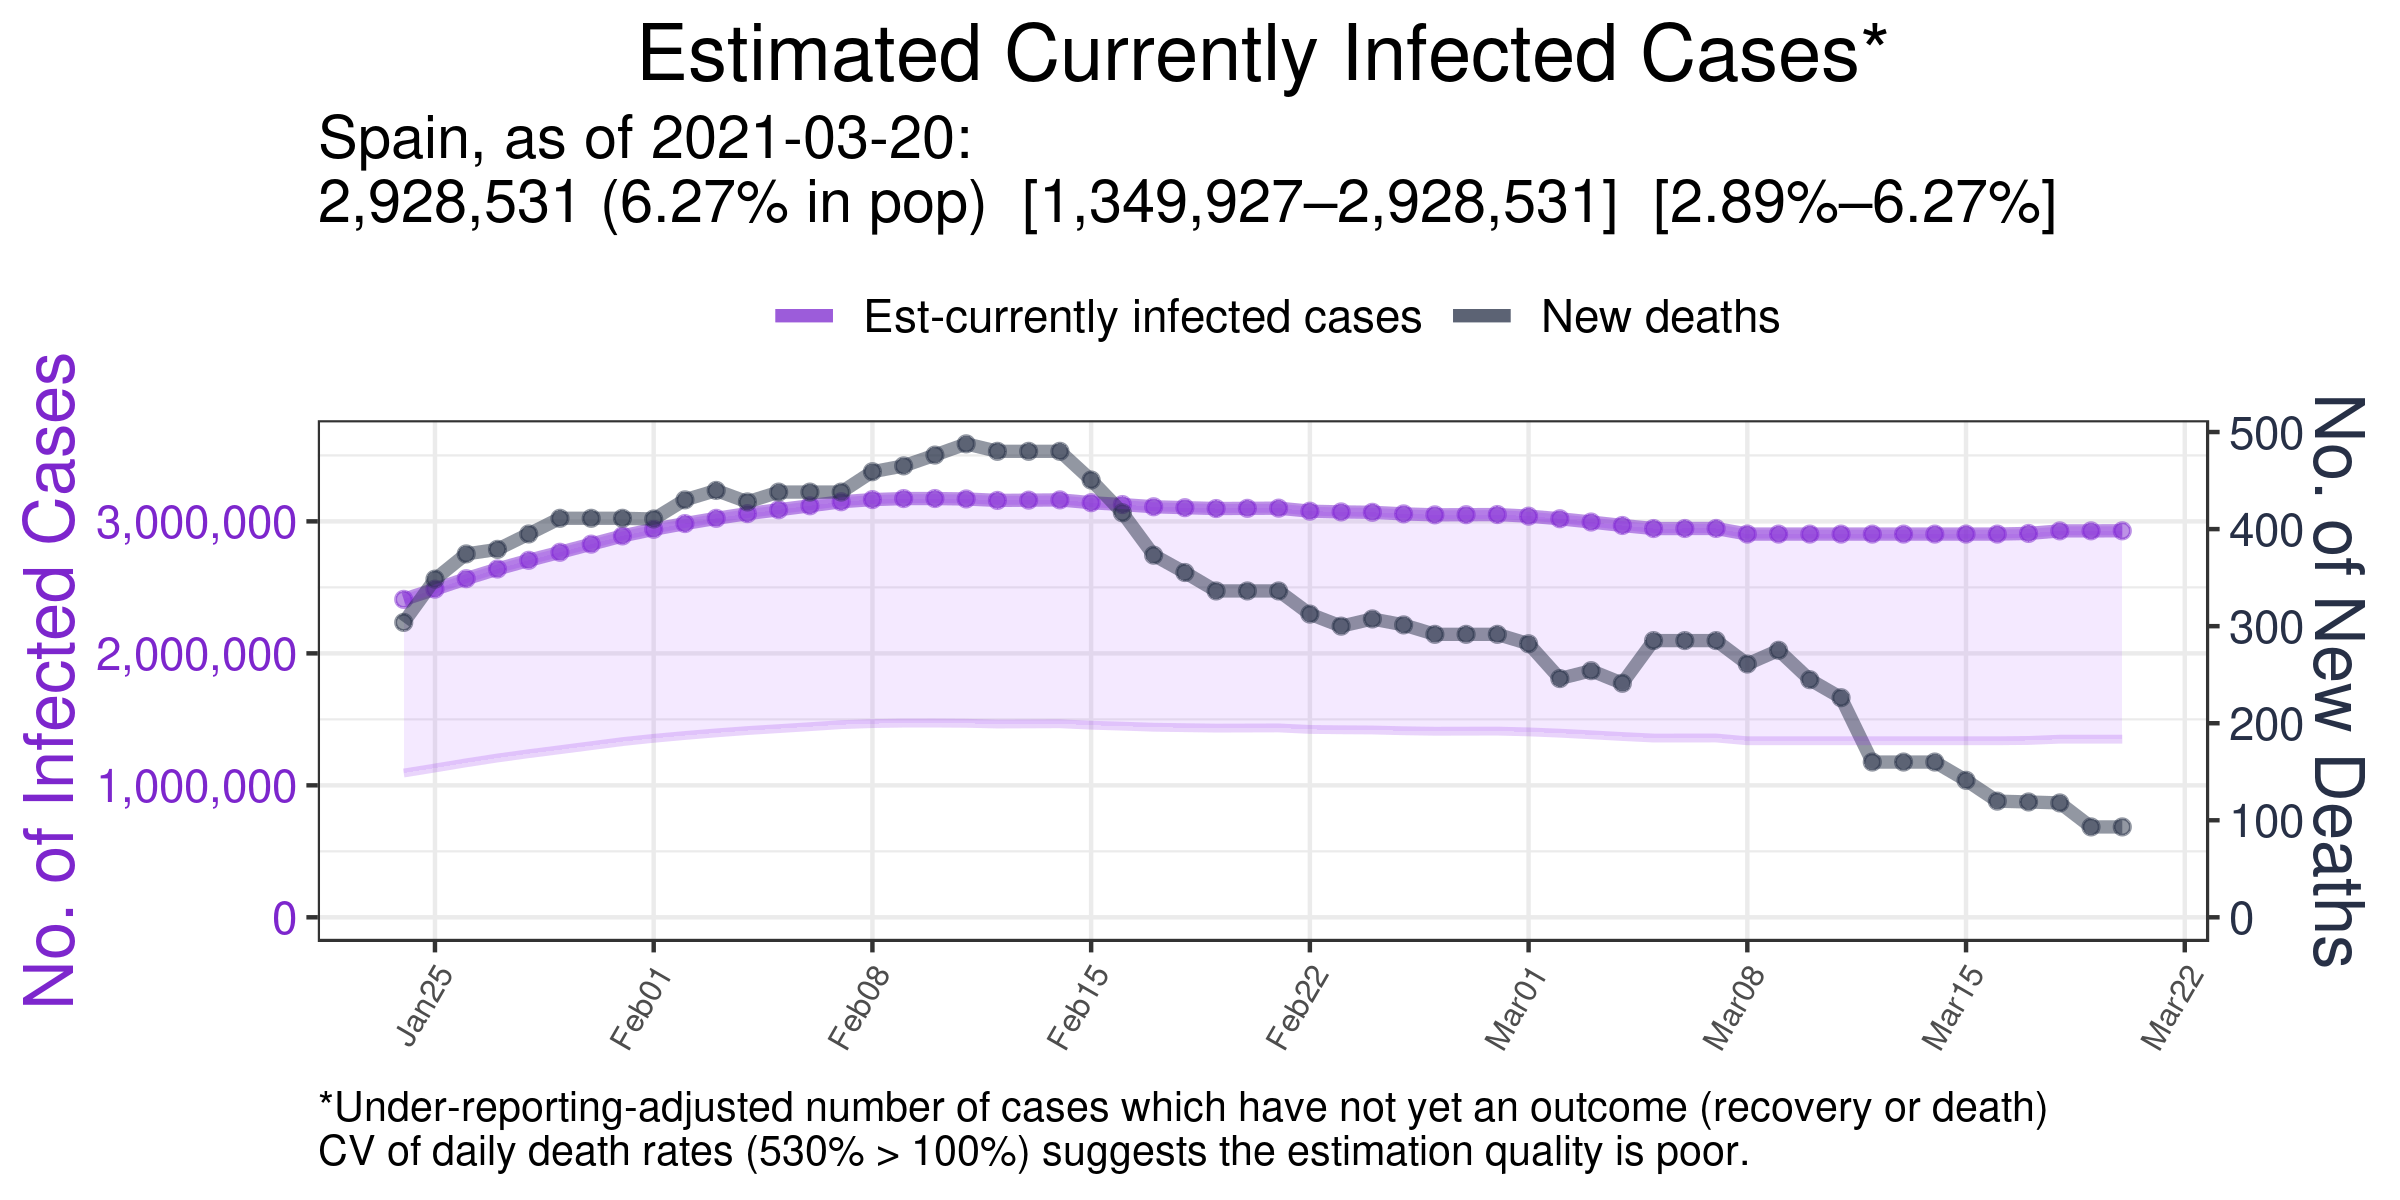 Estimated Currently Infected Cases*
Spain, as of 2021-03-20:
2,928,531 (6.27% in pop)  [1,349,927–2,928,531]  [2.89%–6.27%]
Est-currently infected cases
New deaths
No. of Infected Cases
3,000,000
2,000,000
1,000,000
0
500
400
300
200
100
0
No. of New Deaths
Jan25
Feb01
Feb08
Feb15
Feb22
Mar01
Mar08
Mar15
Mar22
*Under-reporting-adjusted number of cases which have not yet an outcome (recovery or death)
CV of daily death rates (530% > 100%) suggests the estimation quality is poor.